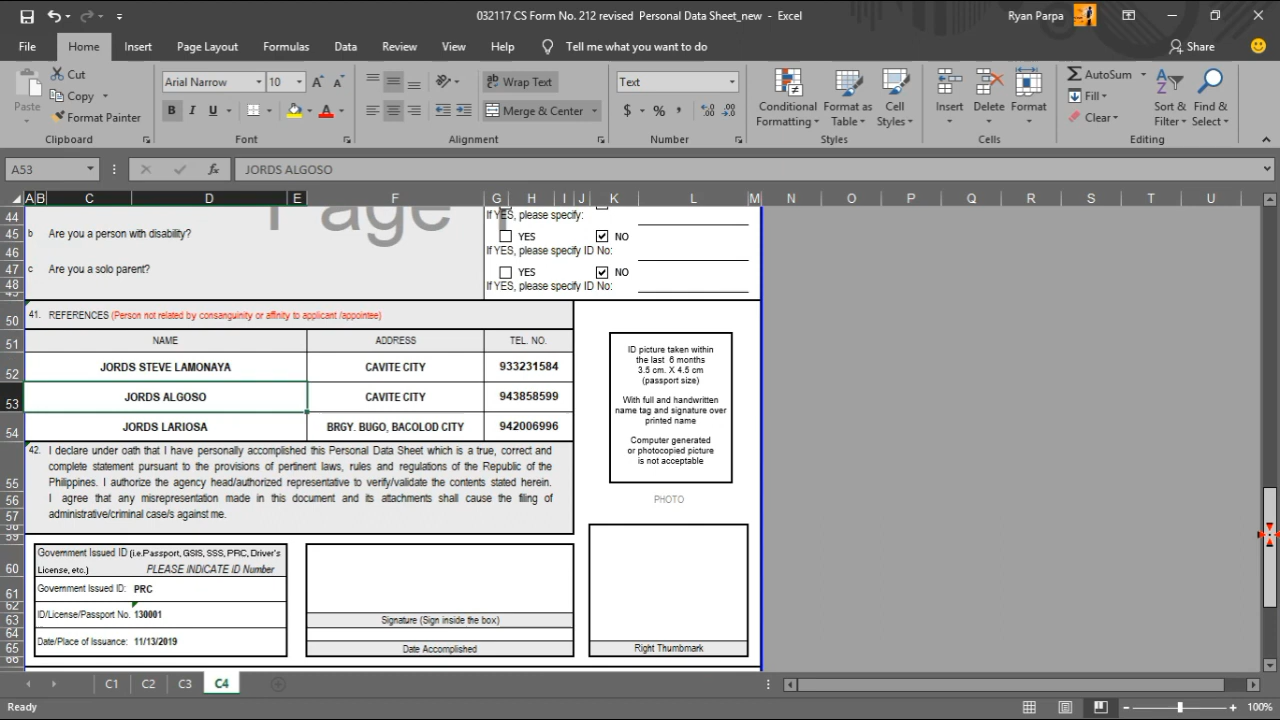 032117 CS Form No. 212 revised  Personal Data Sheet_new  -  Excel
Ryan Parpa
File Home Insert Page Layout Formulas Data Review View Help Tell me what you want to do Share
Paste Cut Copy Format Painter Clipboard
Arial Narrow 10 B I U Font
Wrap Text Merge & Center Alignment
Text $ % , Number
Conditional Formatting Format as Table Cell Styles Styles
Insert Delete Format Cells
AutoSum Fill Clear Sort & Filter Find & Select Editing
A53 fx JORDS ALGOSO
A B C D E F G H I J K L M N O P Q R S T U
44 If YES, please specify:
45 b Are you a person with disability? YES NO
46 If YES, please specify ID No:
47 c Are you a solo parent? YES NO
48 If YES, please specify ID No:
Page
50 41. REFERENCES (Person not related by consanguinity or affinity to applicant /appointee)
51 NAME ADDRESS TEL. NO.
52 JORDS STEVE LAMONAYA CAVITE CITY 933231584
53 JORDS ALGOSO CAVITE CITY 943858599
54 JORDS LARIOSA BRGY. BUGO, BACOLOD CITY 942006996
ID picture taken within
the last  6 months
3.5 cm. X 4.5 cm
(passport size)
With full and handwritten
name tag and signature over
printed name
Computer generated
or photocopied picture
is not acceptable
PHOTO
42. I declare under oath that I have personally accomplished this Personal Data Sheet which is a true, correct and
complete statement pursuant to the provisions of pertinent laws, rules and regulations of the Republic of the
55 Philippines. I authorize the agency head/authorized representative to verify/validate the contents stated herein.
56 I agree that any misrepresentation made in this document and its attachments shall cause the filing of
57 administrative/criminal case/s against me.
59
Government Issued ID (i.e.Passport, GSIS, SSS, PRC, Driver's
60 License, etc.) PLEASE INDICATE ID Number
61 Government Issued ID: PRC
62
63 ID/License/Passport No. 130001 Signature (Sign inside the box)
64
65 Date/Place of Issuance: 11/13/2019 Date Accomplished Right Thumbmark
66
C1 C2 C3 C4
Ready 100%